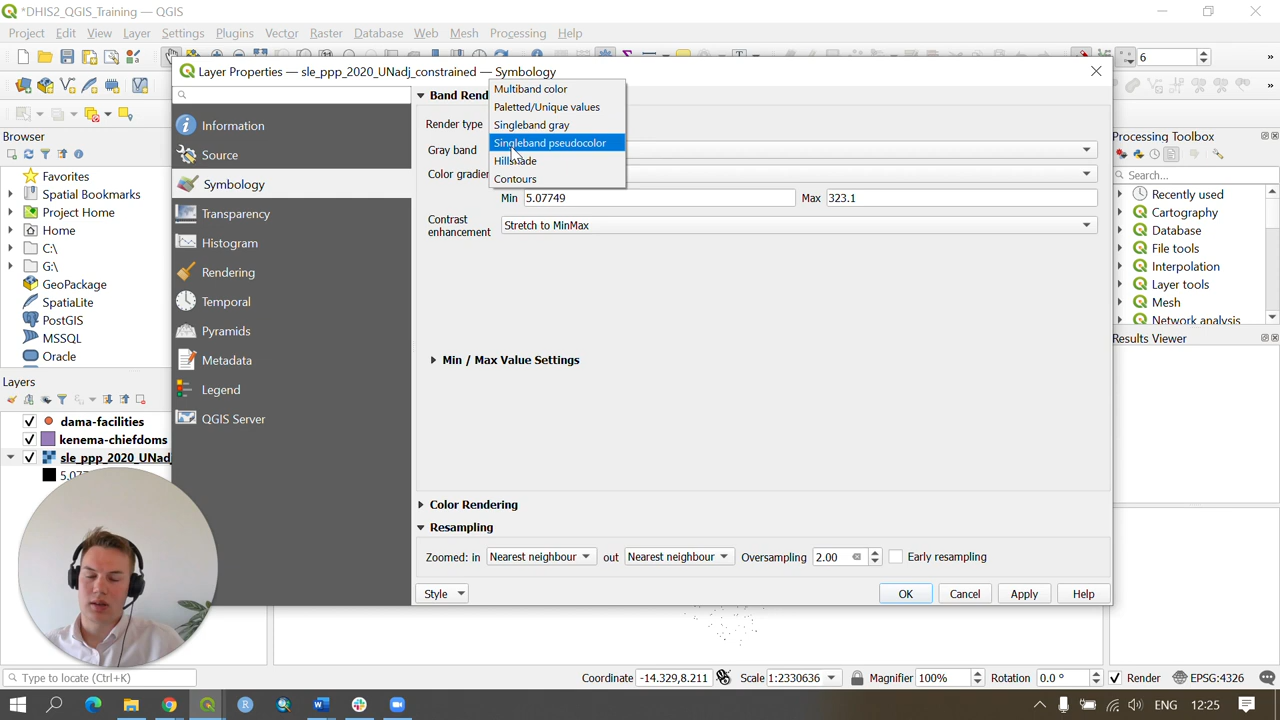 *DHIS2_QGIS_Training — QGIS
Project Edit View Layer Settings Plugins Vector Raster Database Web Mesh Processing Help
6
Layer Properties — sle_ppp_2020_UNadj_constrained — Symbology
Information
Source
Symbology
Transparency
Histogram
Rendering
Temporal
Pyramids
Metadata
Legend
QGIS Server
Band Rend
Render type
Multiband color
Paletted/Unique values
Singleband gray
Singleband pseudocolor
Hillshade
Contours
Gray band
Color gradien
Min 5.07749 Max 323.1
Contrast
enhancement
Stretch to MinMax
Min / Max Value Settings
Color Rendering
Resampling
Zoomed: in Nearest neighbour out Nearest neighbour Oversampling 2.00 Early resampling
Style OK Cancel Apply Help
Browser
Favorites
Spatial Bookmarks
Project Home
Home
C:\
G:\
GeoPackage
SpatiaLite
PostGIS
MSSQL
Oracle
Layers
dama-facilities
kenema-chiefdoms
sle_ppp_2020_UNadj
5.077
Processing Toolbox
Search...
Recently used
Cartography
Database
File tools
Interpolation
Layer tools
Mesh
Network analysis
Results Viewer
Type to locate (Ctrl+K)
Coordinate -14.329,8.211 Scale 1:2330636 Magnifier 100% Rotation 0.0 ° Render EPSG:4326
ENG 12:25